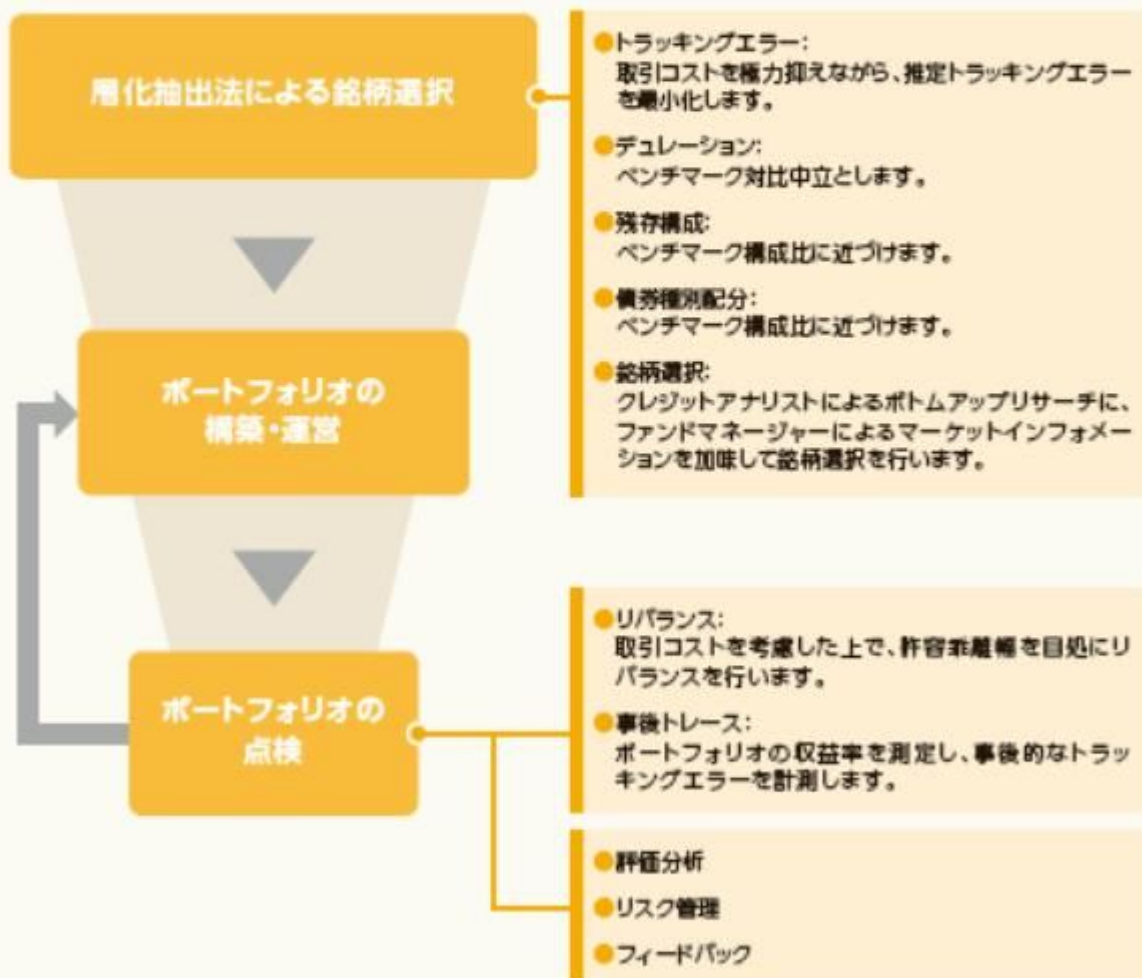 層化抽出法による銘柄選択
●トラッキングエラー:
取引コストを極力抑えながら、推定トラッキングエラー
を最小化します。
●デュレーション:
ベンチマーク対比中立とします。
●残存構成:
ベンチマーク構成比に近づけます。
●債券種別配分:
ベンチマーク構成比に近づけます。
●銘柄選択:
クレジットアナリストによるボトムアップリサーチに、
ファンドマネージャーによるマーケットインフォメー
ションを加味して銘柄選択を行います。
ポートフォリオの
構築・運営
ポートフォリオの
点検
●リバランス:
取引コストを考慮した上で、許容乖離幅を目処にリ
バランスを行います。
●事後トレース:
ポートフォリオの収益率を測定し、事後的なトラッ
キングエラーを計測します。
●評価分析
●リスク管理
●フィードバック